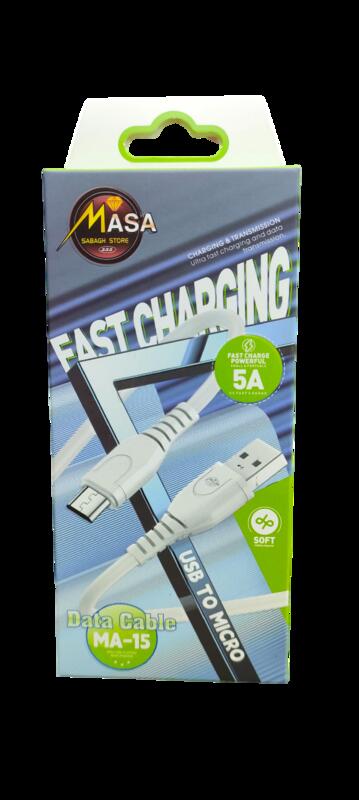 MASA
SABAGH STORE
CHARGING & TRANSMISSION
Ultra fast charging and data
transmission.
FAST CHARGING
FAST CHARGE
POWERFUL
5A
SOFT
USB TO MICRO
Data Cable
MA-15